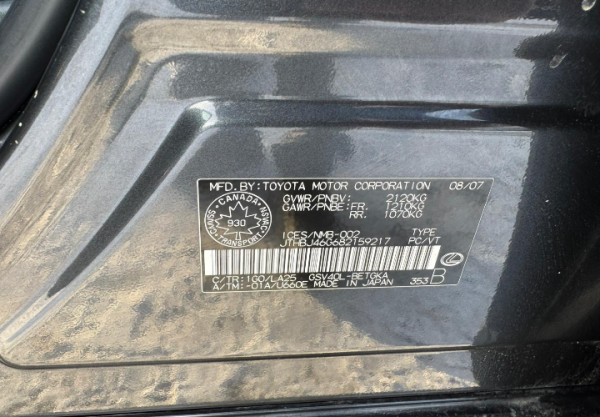 MFD.BY:TOYOTA MOTOR CORPORATION 08/07
GVWR/PNBV: 2120KG
GAWR/PNBE:FR. 1210KG
RR. 1070KG
CANADA
930
TRANSPORT
ICES/NMB-002 TYPE
JTHBJ46G682159217 PC/VT
C/TR:1G0/LA25 GSV40L-BETGKA
A/TM:-01A/U660E MADE IN JAPAN 353 B